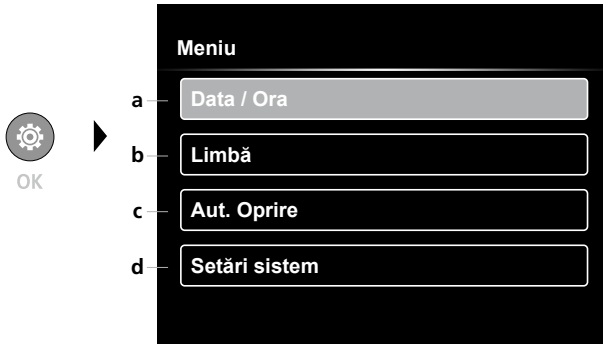 Meniu
a Data / Ora
b Limbă
OK
c Aut. Oprire
d Setări sistem